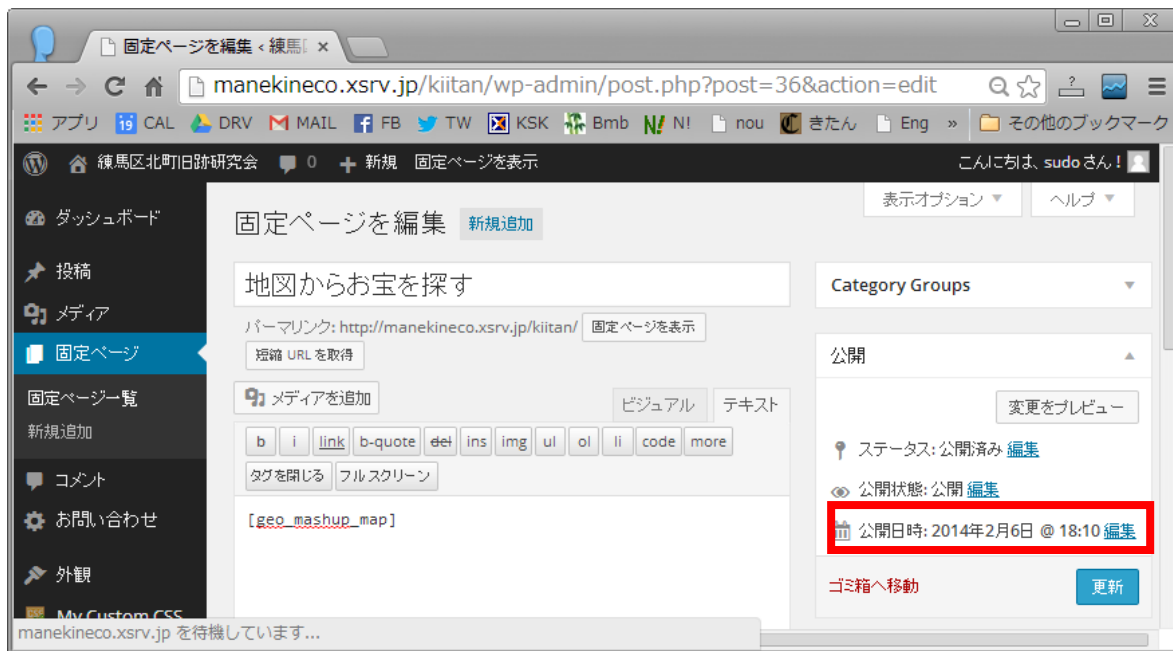 固定ページを編集 ‹ 練馬
manekineco.xsrv.jp/kiitan/wp-admin/post.php?post=36&action=edit
アプリ 19 CAL DRV MAIL FB TW KSK Bmb N! nou きたん Eng » その他のブックマーク
練馬区北町旧跡研究会 0 新規 固定ページを表示 こんにちは、sudo さん !
表示オプション ヘルプ
ダッシュボード
投稿
メディア
固定ページ
固定ページ一覧
新規追加
コメント
お問い合わせ
外観
My Custom CSS
固定ページを編集 新規追加
地図からお宝を探す
パーマリンク: http://manekineco.xsrv.jp/kiitan/ 固定ページを表示
短縮 URL を取得
メディアを追加
ビジュアル テキスト
b i link b-quote del ins img ul ol li code more
タグを閉じる フルスクリーン
[geo_mashup_map]
Category Groups
公開
変更をプレビュー
ステータス: 公開済み 編集
公開状態: 公開 編集
公開日時: 2014年2月6日 @ 18:10 編集
ゴミ箱へ移動 更新
manekineco.xsrv.jp を待機しています...